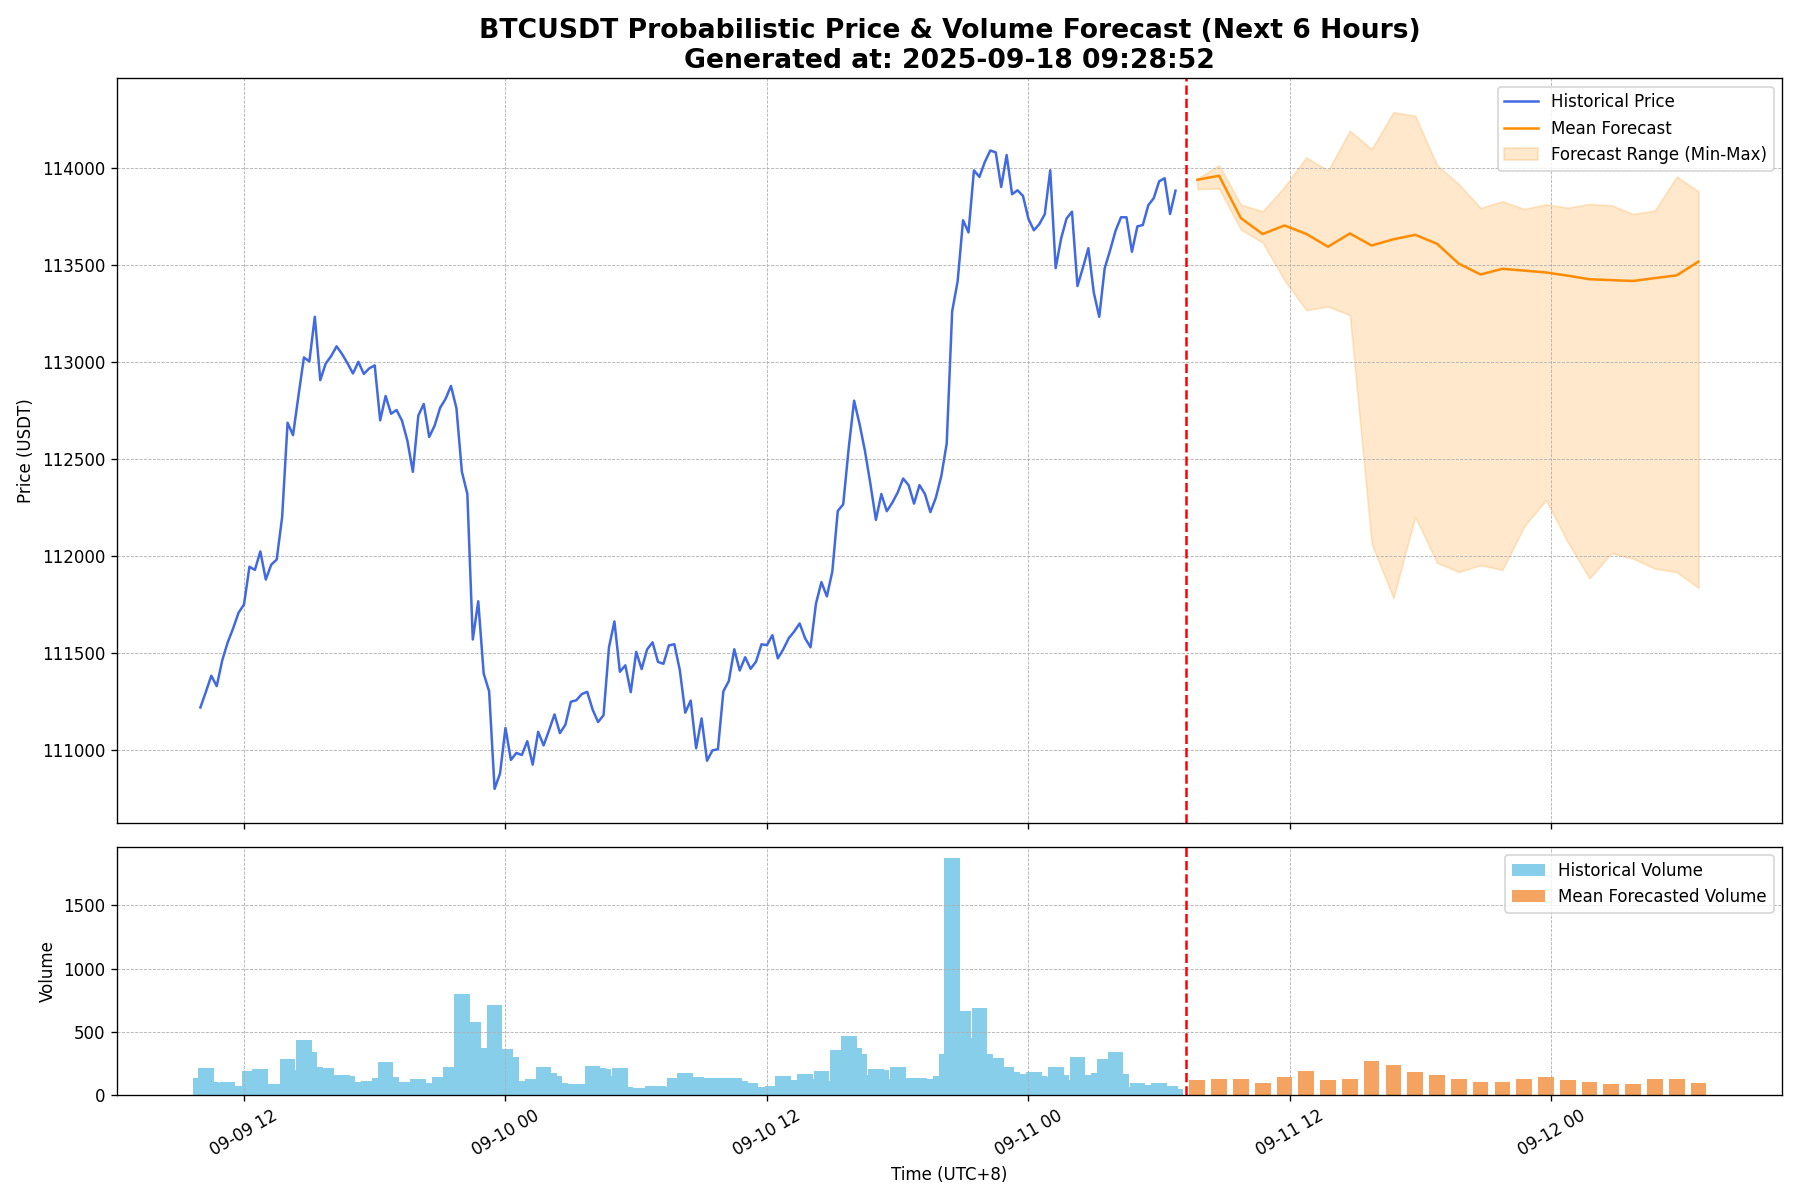 BTCUSDT Probabilistic Price & Volume Forecast (Next 6 Hours)
Generated at: 2025-09-18 09:28:52
Historical Price
Mean Forecast
Forecast Range (Min-Max)
114000
113500
113000
112500
112000
111500
111000
Price (USDT)
Historical Volume
Mean Forecasted Volume
1500
1000
500
0
Volume
09-09 12
09-10 00
09-10 12
09-11 00
09-11 12
09-12 00
Time (UTC+8)